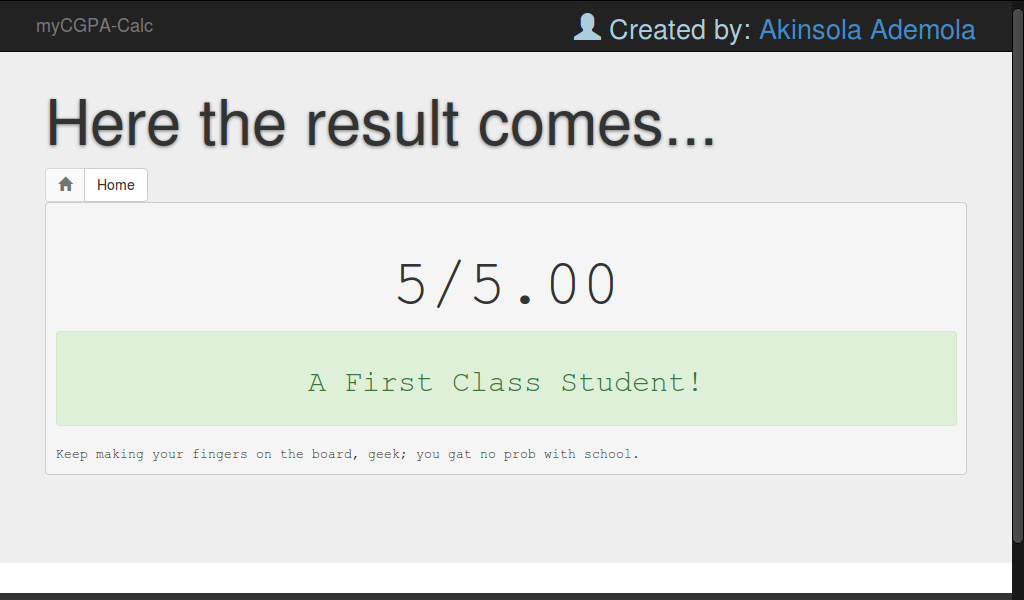 myCGPA-Calc
Created by: Akinsola Ademola
Here the result comes...
Home
5/5.00
A First Class Student!
Keep making your fingers on the board, geek; you gat no prob with school.